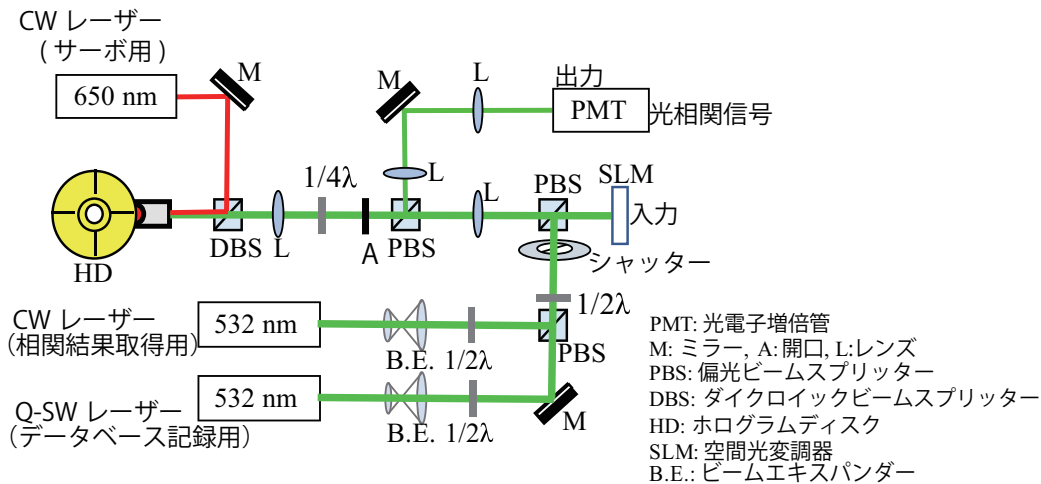 CW レーザー
( サーボ用 )
650 nm
M
M
L
出力
PMT
光相関信号
1/4λ
L
L
PBS
SLM
入力
HD
DBS
L
A
PBS
シャッター
1/2λ
CW レーザー
（相関結果取得用）
532 nm
B.E.
1/2λ
PBS
Q-SW レーザー
（データベース記録用）
532 nm
B.E.
1/2λ
M
PMT: 光電子増倍管
M: ミラー, A: 開口, L:レンズ
PBS: 偏光ビームスプリッター
DBS: ダイクロイックビームスプリッター
HD: ホログラムディスク
SLM: 空間光変調器
B.E.: ビームエキスパンダー